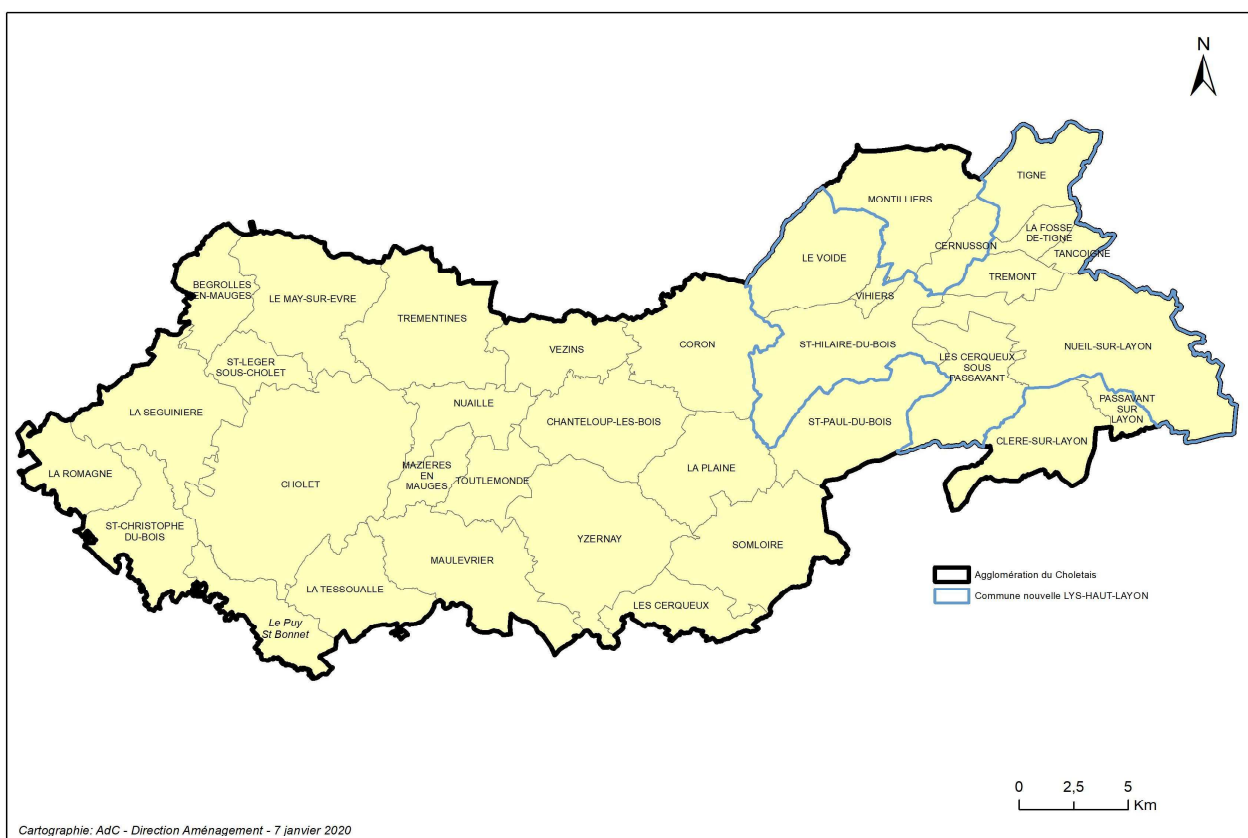 N
TIGNE
MONTILLIERS
LA FOSSE
DE-TIGNE
CERNUSSON
TANCOIGNE
LE VOIDE
TREMONT
BEGROLLES
EN-MAUGES
LE MAY-SUR-EVRE
VIHIERS
TREMENTINES
CORON
ST-HILAIRE-DU-BOIS
NUEIL-SUR-LAYON
VEZINS
ST-LEGER
SOUS-CHOLET
LES CERQUEUX
SOUS
PASSAVANT
NUAILLE
PASSAVANT
SUR
LAYON
LA SEGUINIERE
CHANTELOUP-LES-BOIS
ST-PAUL-DU-BOIS
CLERE-SUR-LAYON
LA ROMAGNE
MAZIERES
EN
MAUGES
LA PLAINE
CHOLET
TOUTLEMONDE
ST-CHRISTOPHE
DU-BOIS
YZERNAY
SOMLOIRE
MAULEVRIER
LA TESSOUALLE
LES CERQUEUX
Le Puy
St Bonnet
Agglomération du Choletais
Commune nouvelle LYS-HAUT-LAYON
0 2,5 5
Km
Cartographie: AdC - Direction Aménagement - 7 janvier 2020